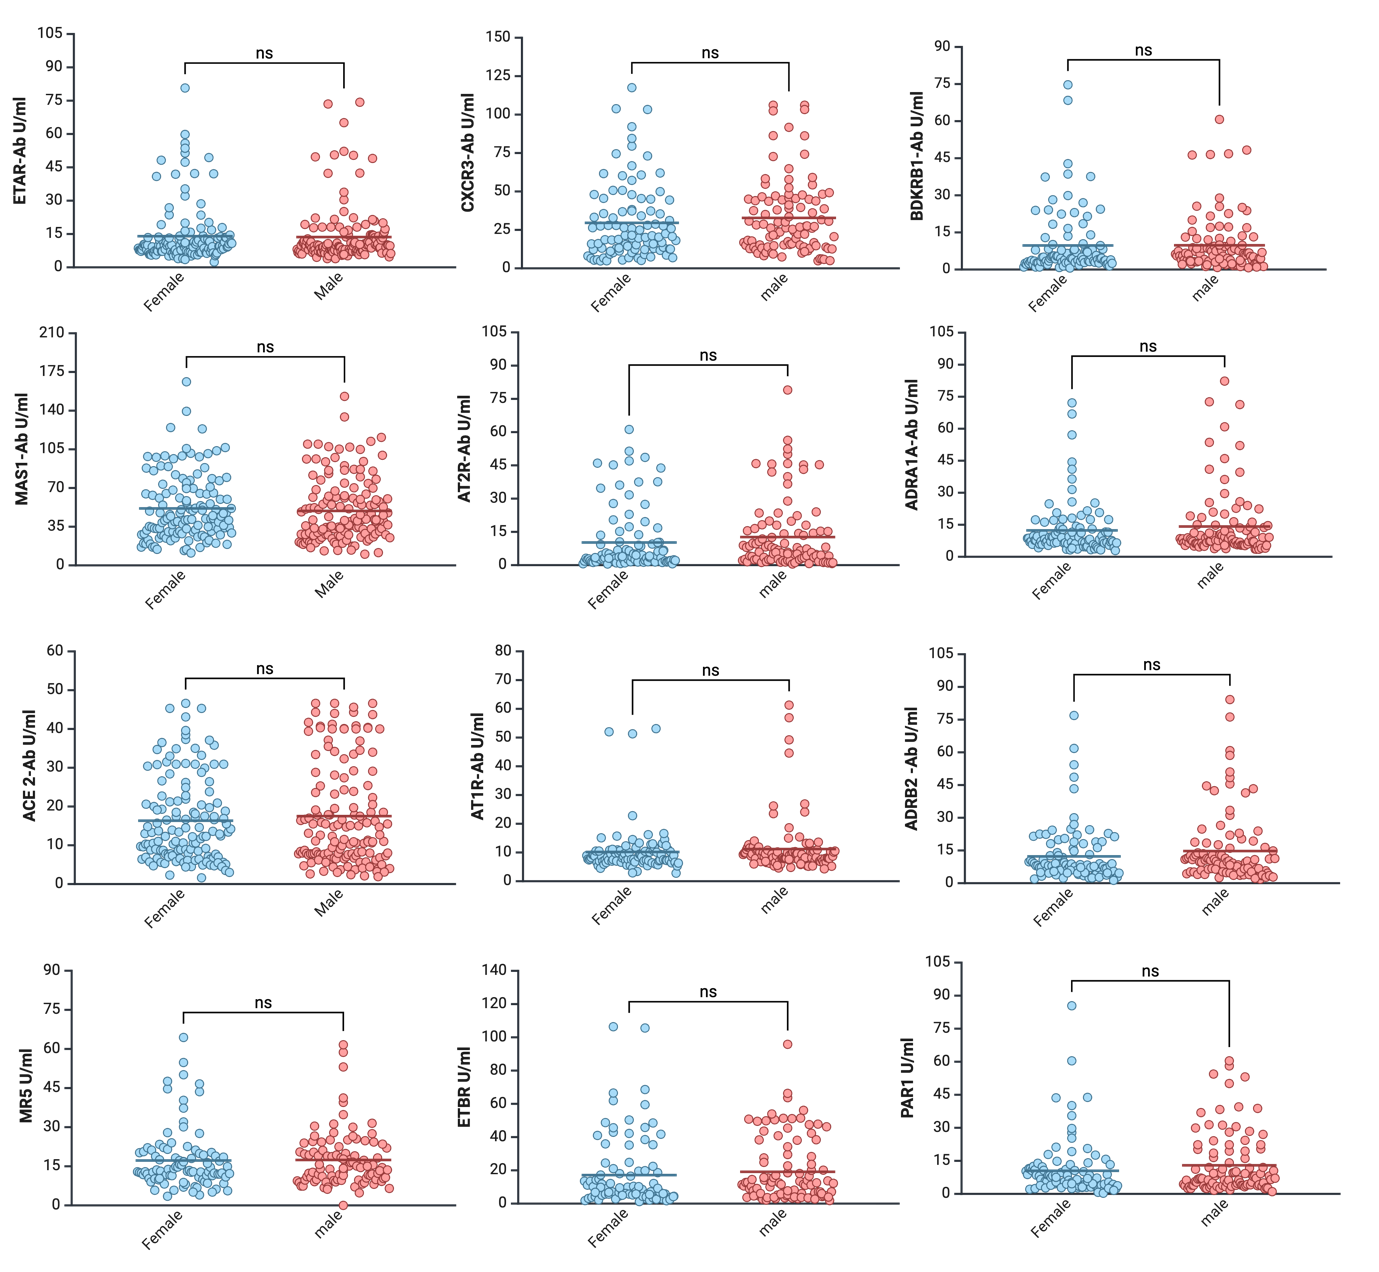 ETAR-Ab U/ml
105
90
75
60
45
30
15
0
ns
Female
Male
CXCR3-Ab U/ml
150
125
100
75
50
25
0
ns
Female
male
BDKRB1-Ab U/ml
90
75
60
45
30
15
0
ns
Female
male
MAS1-Ab U/ml
210
175
140
105
70
35
0
ns
Female
Male
AT2R-Ab U/ml
105
90
75
60
45
30
15
0
ns
Female
male
ADRA1A-Ab U/ml
105
90
75
60
45
30
15
0
ns
Female
male
ACE 2-Ab U/ml
60
50
40
30
20
10
0
ns
Female
Male
AT1R-Ab U/ml
80
70
60
50
40
30
20
10
0
ns
Female
male
ADRB2 -Ab U/ml
105
90
75
60
45
30
15
0
ns
Female
male
MR5 U/ml
90
75
60
45
30
15
0
ns
Female
male
ETBR U/ml
140
120
100
80
60
40
20
0
ns
Female
male
PAR1 U/ml
105
90
75
60
45
30
15
0
ns
Female
male